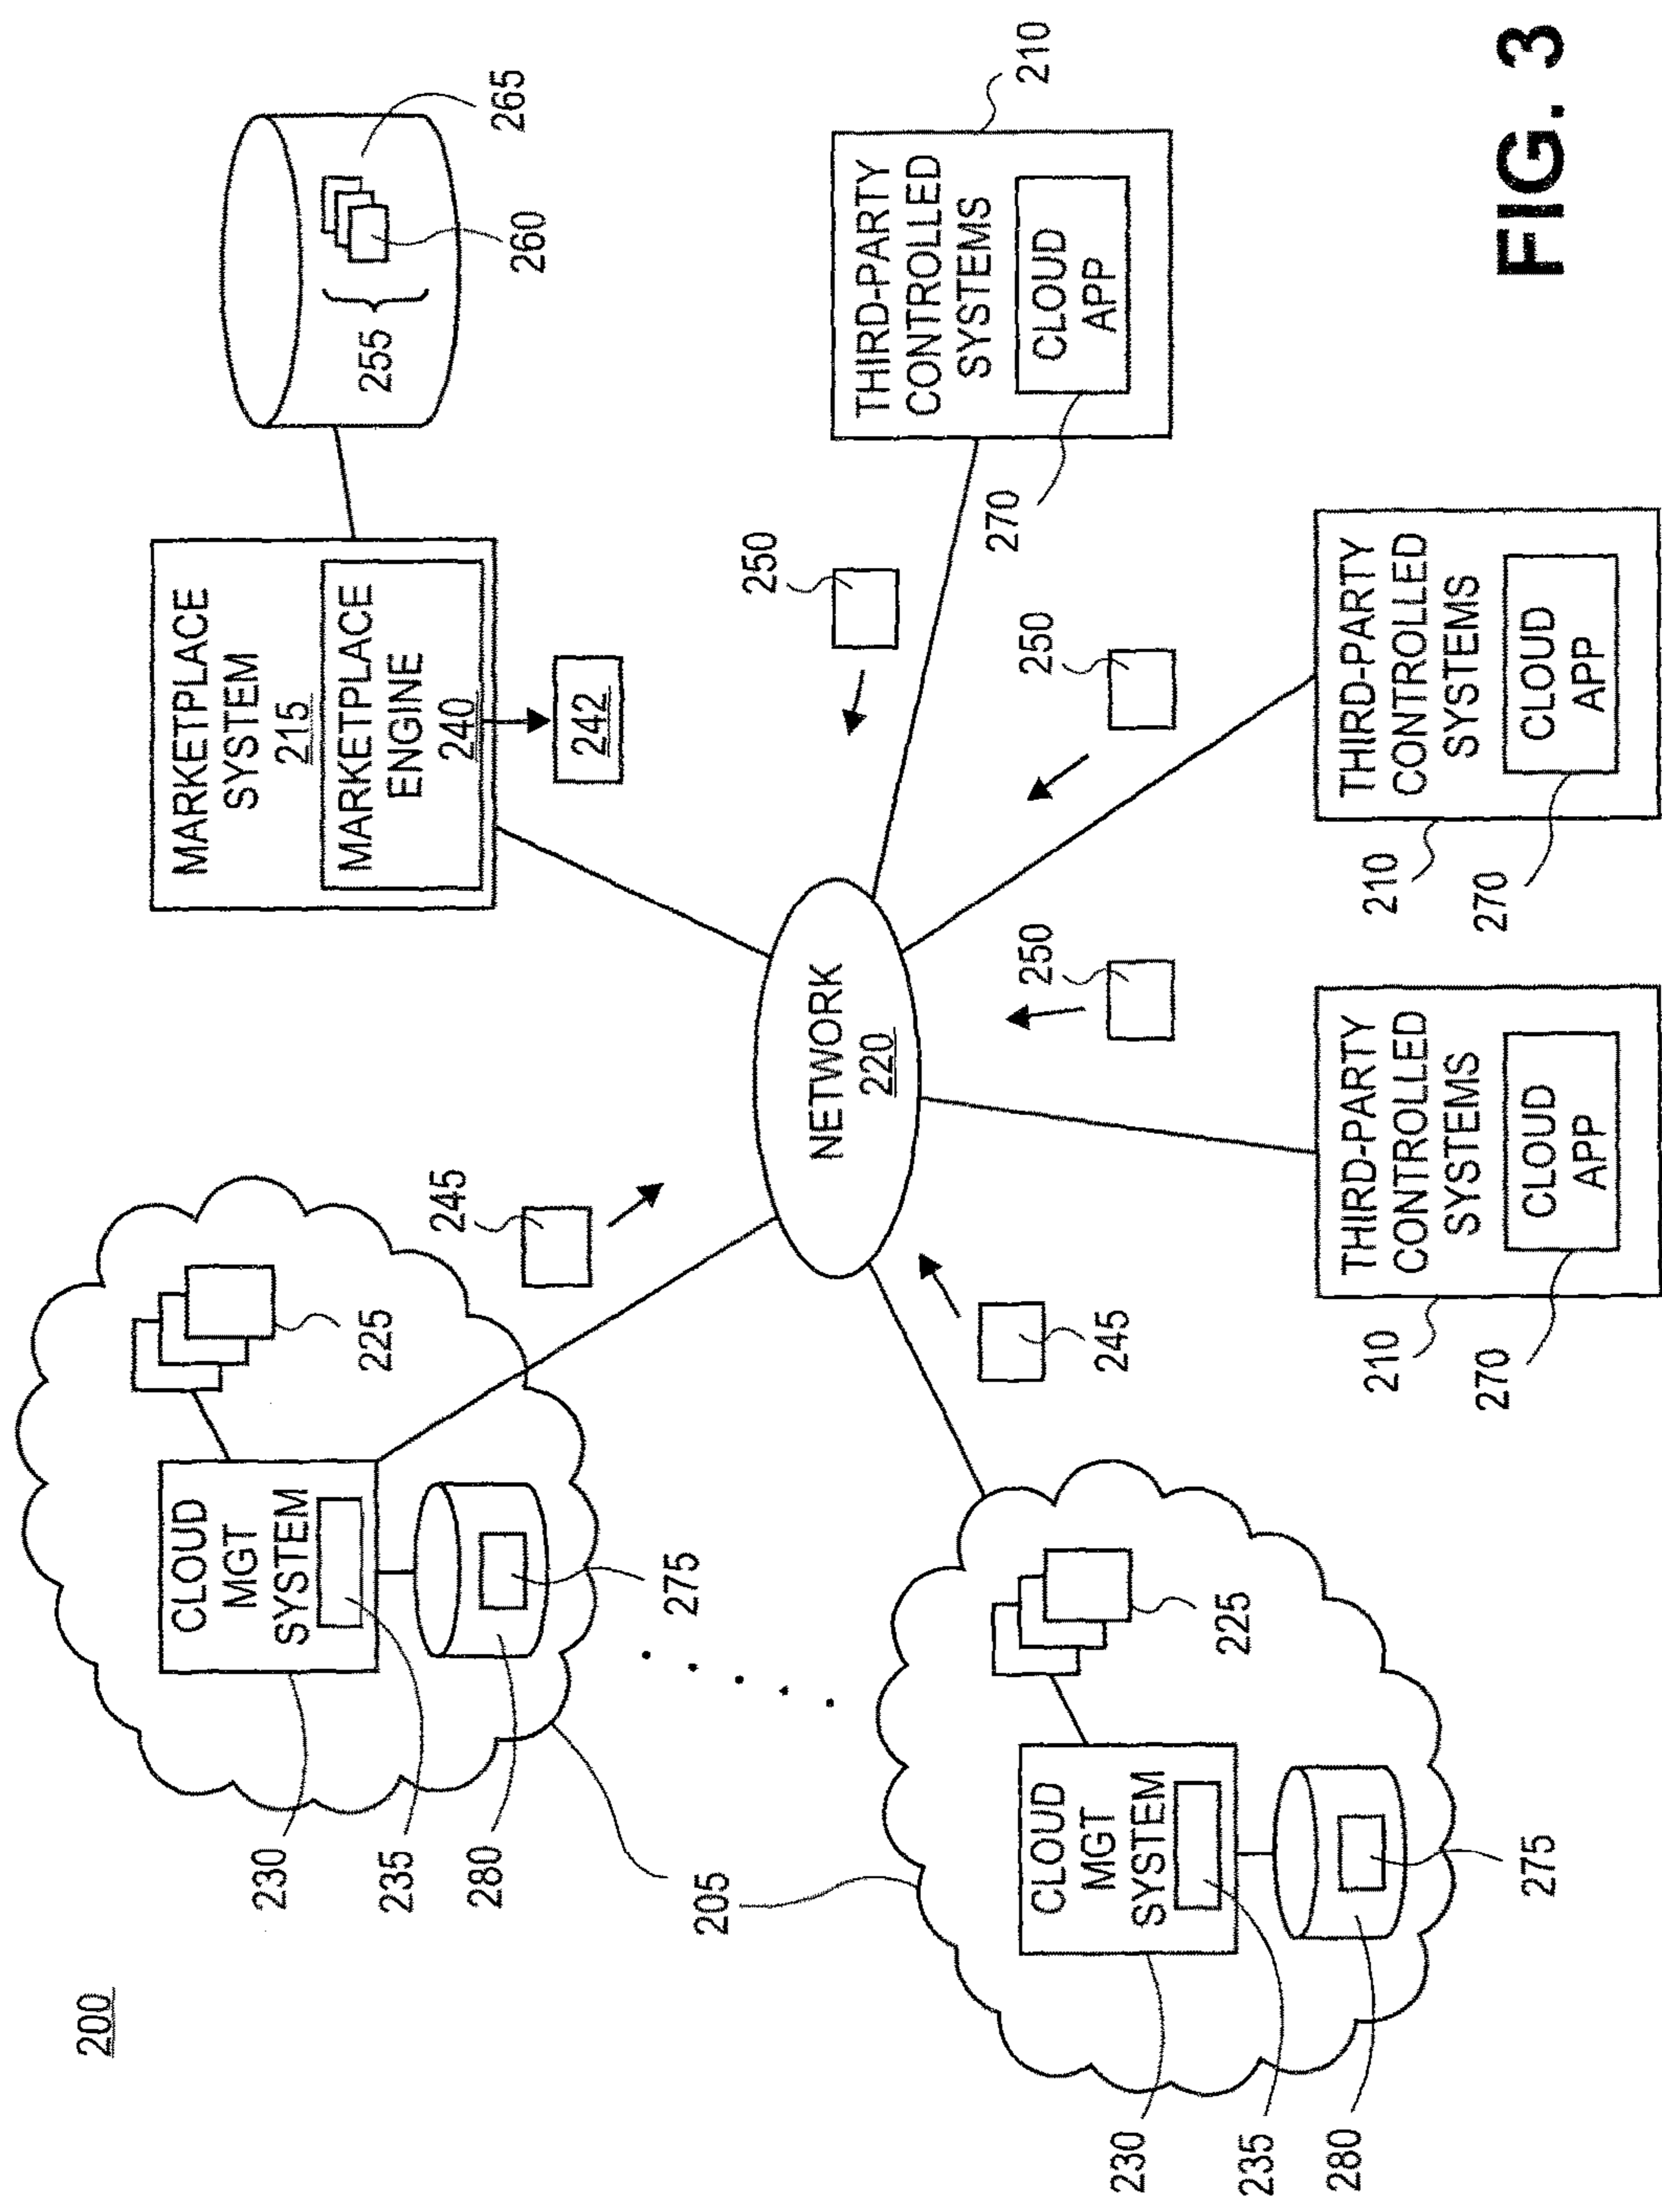 200
205
CLOUD
MGT
SYSTEM
230
235
280
275
225
245
MARKETPLACE
SYSTEM
215
MARKETPLACE
ENGINE
240
242
255
260
265
NETWORK
220
CLOUD
MGT
SYSTEM
230
235
280
275
225
245
THIRD-PARTY
CONTROLLED
SYSTEMS
CLOUD
APP
210
270
250
THIRD-PARTY
CONTROLLED
SYSTEMS
CLOUD
APP
210
270
250
THIRD-PARTY
CONTROLLED
SYSTEMS
CLOUD
APP
210
270
250
FIG. 3